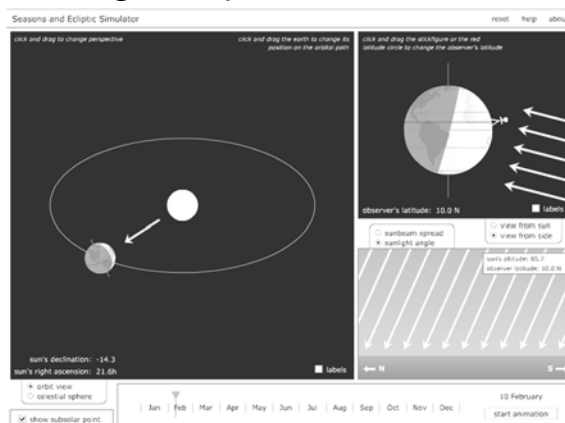 Seasons and Ecliptic Simulator
reset help abou
click and drag to change perspective
click and drag the earth to change its
position on the orbital path
click and drag the stickfigure or the red
latitude circle to change the observer's latitude
observer's latitude: 10.0 N
labels
sunbeam spread
sunlight angle
view from sun
view from side
sun's altitude: 65.7
observer latitude: 10.0 N
N
S
sun's declination: -14.3
sun's right ascension: 21.6h
labels
orbit view
celestial sphere
show subsolar point
Jan Feb Mar Apr May Jun Jul Aug Sep Oct Nov Dec
10 February
start animation